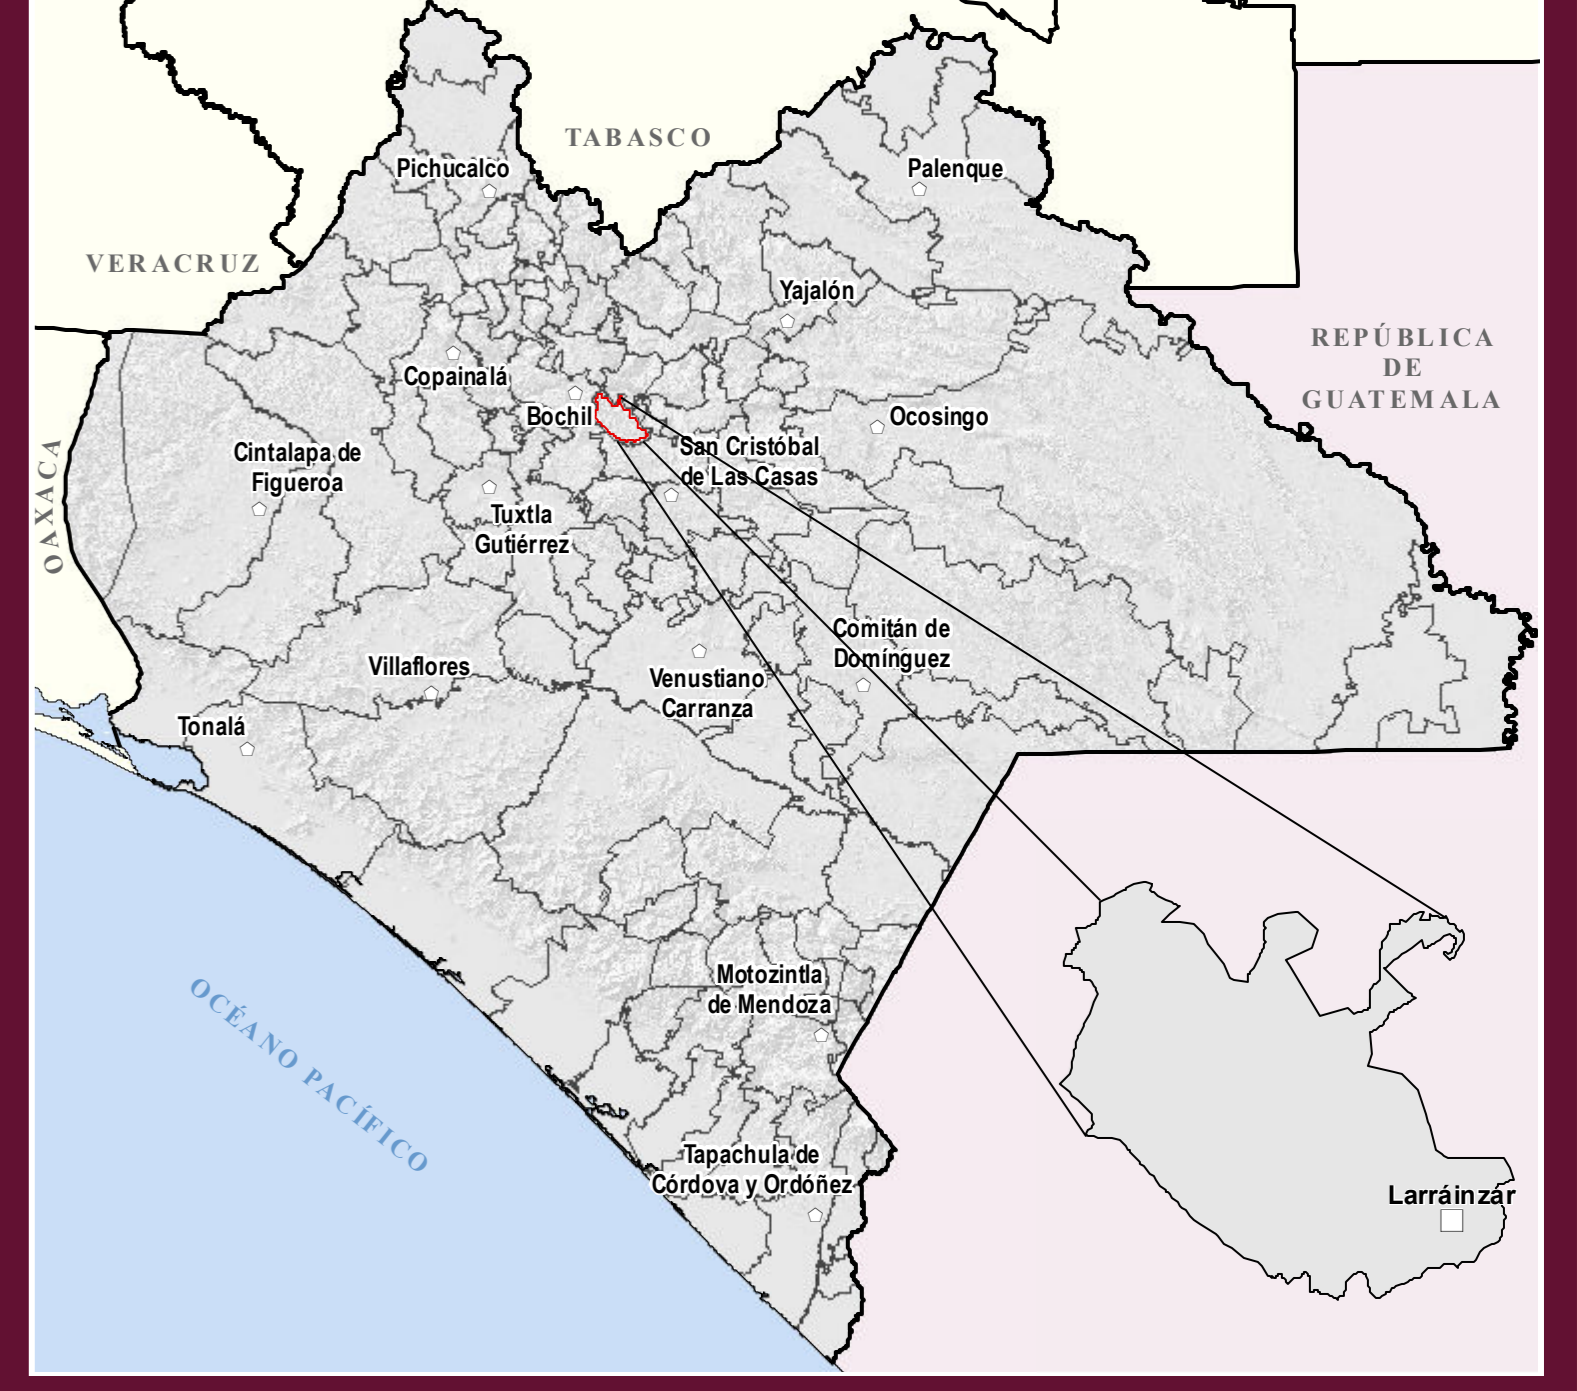 TABASCO
Pichucalco
Palenque
VERACRUZ
Yajalón
REPÚBLICA
DE
GUATEMALA
Copainalá
Bochil
Ocosingo
OAXACA
Cintalapa de
Figueroa
San Cristóbal
de Las Casas
Tuxtla
Gutiérrez
Comitán de
Domínguez
Villaflores
Venustiano
Carranza
Tonalá
Motozintla
de Mendoza
OCÉANO PACÍFICO
Tapachula de
Córdova y Ordóñez
Larráinzár